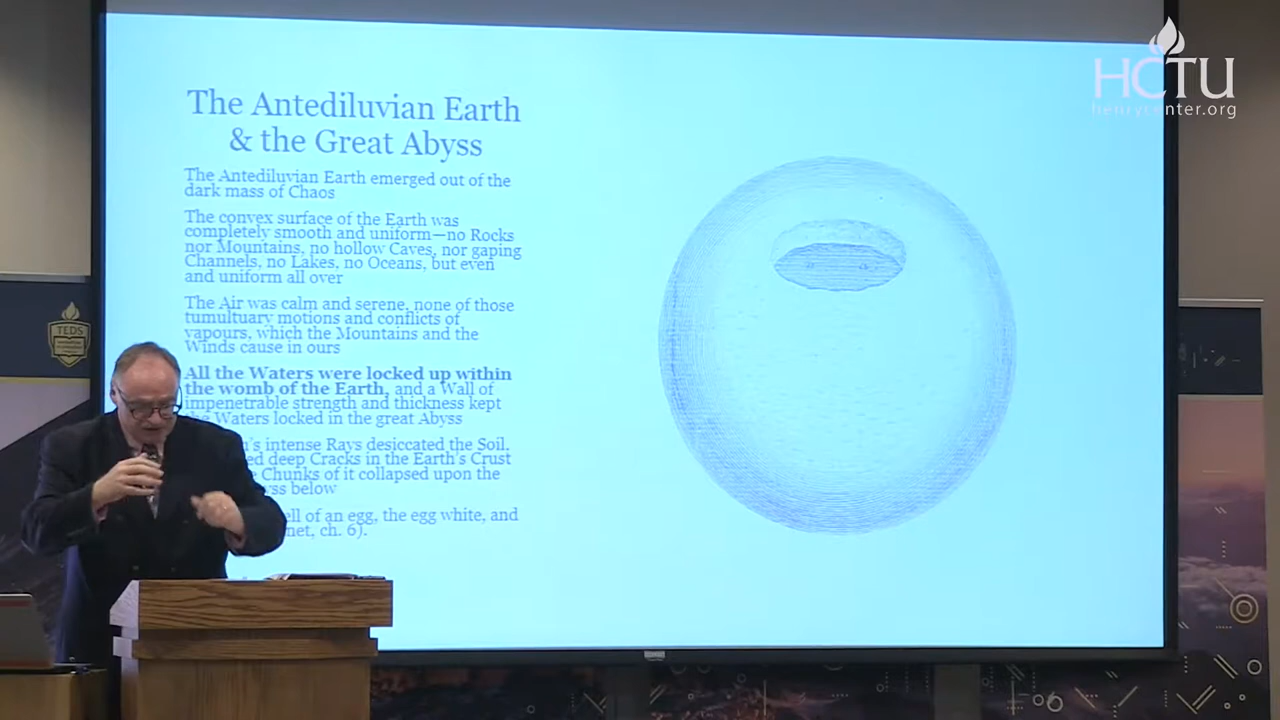 HCTU
henrycenter.org
The Antediluvian Earth
& the Great Abyss
The Antediluvian Earth emerged out of the
dark mass of Chaos
The convex surface of the Earth was
completely smooth and uniform—no Rocks
nor Mountains, no hollow Caves, nor gaping
Channels, no Lakes, no Oceans, but even
and uniform all over
The Air was calm and serene, none of those
tumultuary motions and conflicts of
vapours, which the Mountains and the
Winds cause in ours
All the Waters were locked up within
the womb of the Earth, and a Wall of
impenetrable strength and thickness kept
the Waters locked in the great Abyss
intense Rays desiccated the Soil,
deep Cracks in the Earth's Crust
Chunks of it collapsed upon the
below
of an egg, the egg white, and
ch. 6).
TEDS